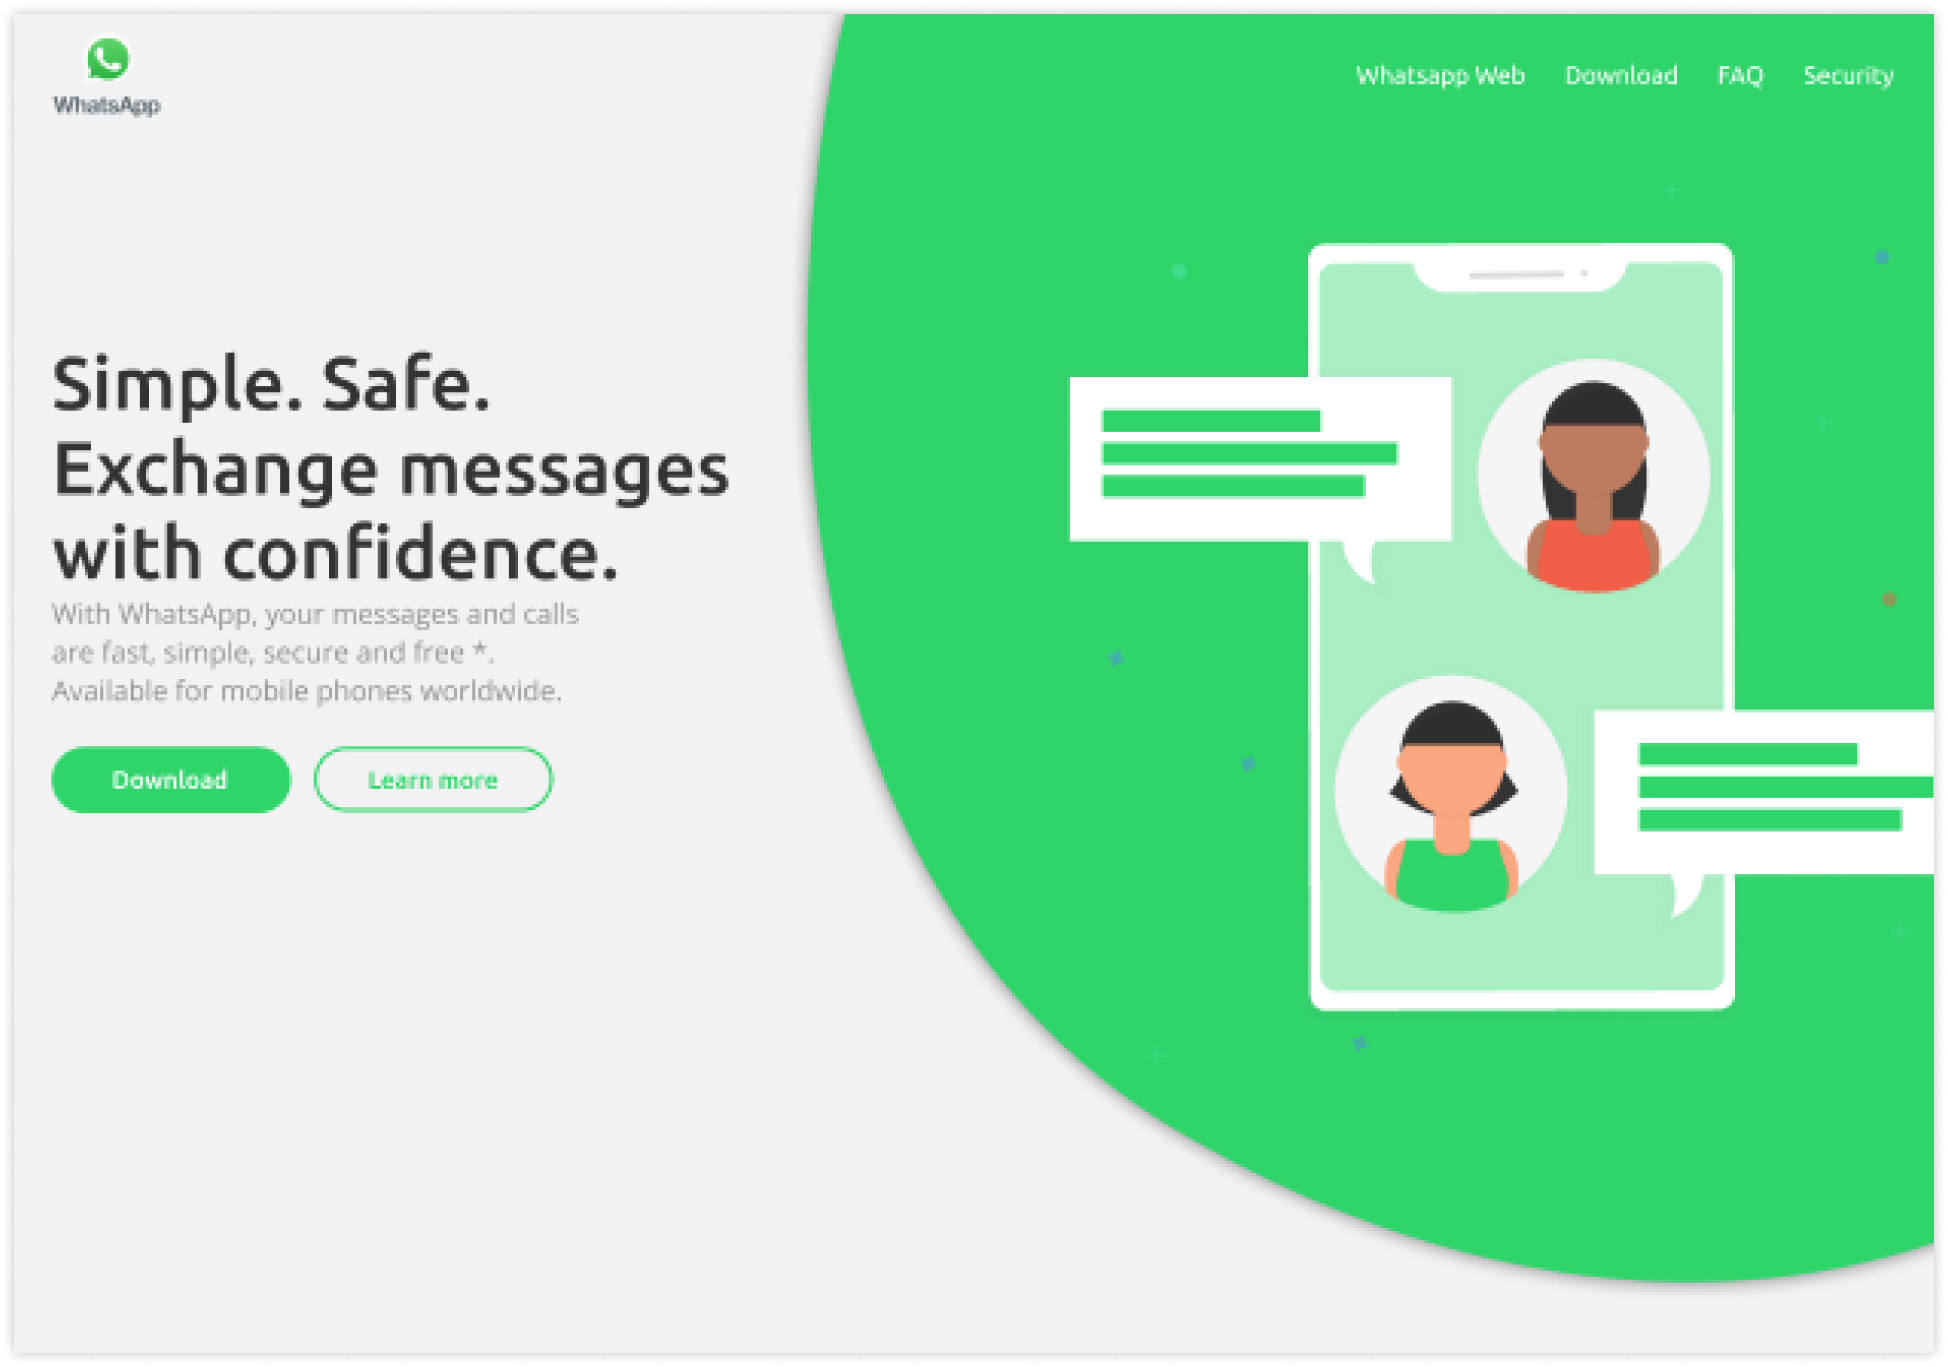 WhatsApp
Whatsapp Web Download FAQ Security
Simple. Safe.
Exchange messages
with confidence.
With WhatsApp, your messages and calls
are fast, simple, secure and free *.
Available for mobile phones worldwide.
Download Learn more